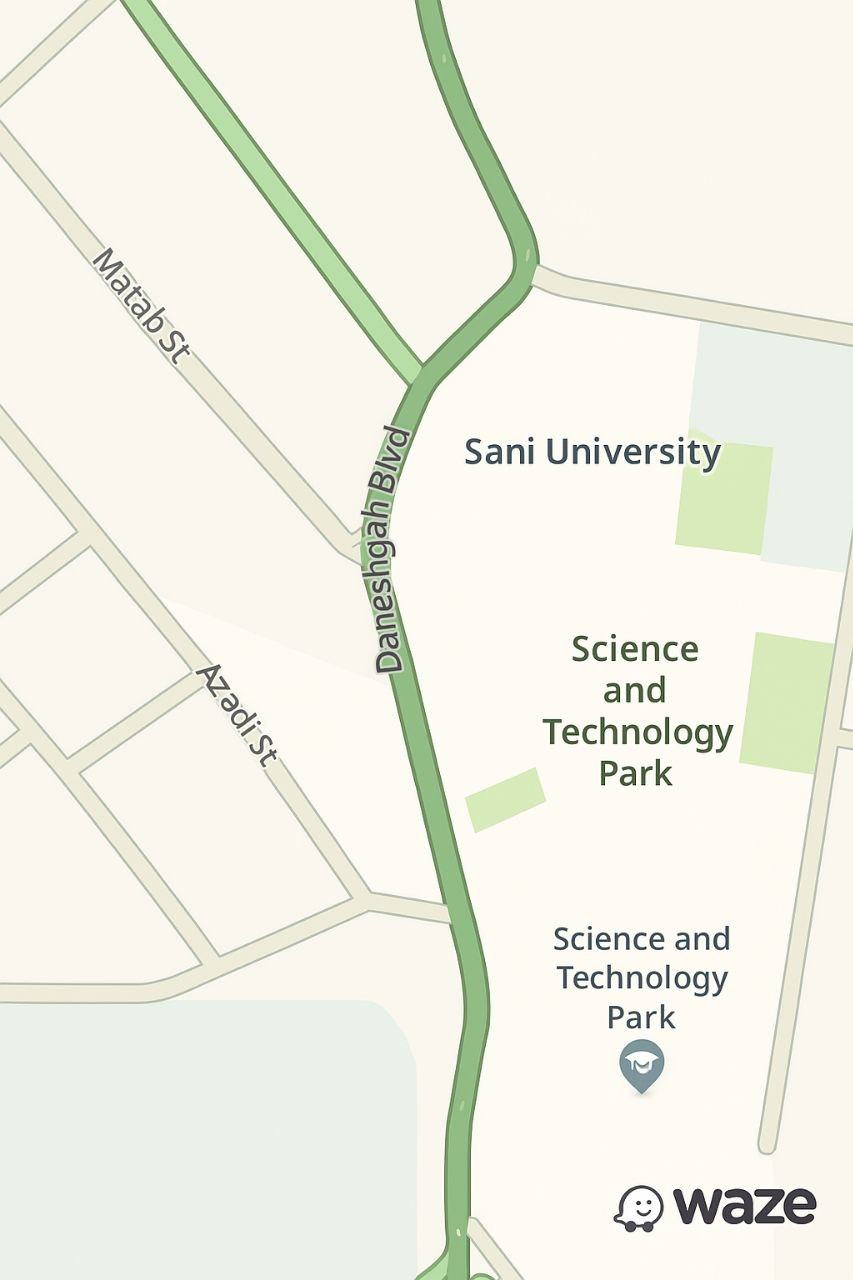 Matab St
Daneshgah Blvd
Sani University
Science
and
Technology
Park
Azadi St
Science and
Technology
Park
waze